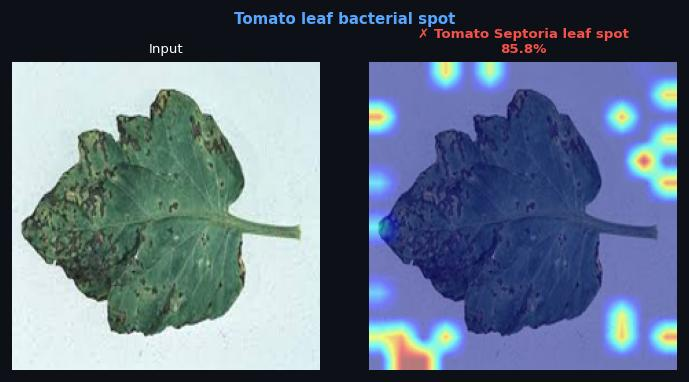 Tomato leaf bacterial spot
Input
✗ Tomato Septoria leaf spot
85.8%